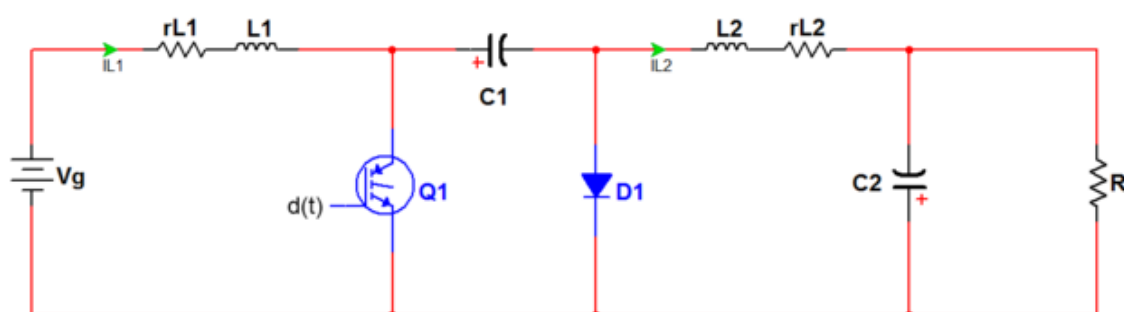 rL1
L1
L2
rL2
IL1
IL2
+
C1
Vg
d(t)
Q1
D1
C2
+
R